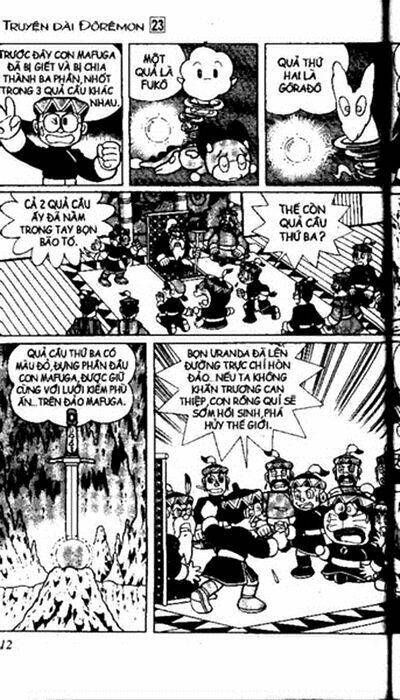 TRUYỆN DÀI ĐÔRÊMON 23
TRƯỚC ĐÂY CON MAFUGA
ĐÃ BỊ GIẾT VÀ BỊ CHIA
THÀNH BA PHẦN, NHỐT
TRONG 3 QUẢ CẦU KHÁC
NHAU.
MỘT
QUẢ LÀ
FUKÔ
QUẢ THỨ
HAI LÀ
GÔRAĐÔ
CẢ 2 QUẢ CẦU
ẤY ĐÃ NẰM
TRONG TAY BỌN
BÃO TỐ.
THẾ CÒN
QUẢ CẦU
THỨ BA?
QUẢ CẦU THỨ BA CÓ
MÀU ĐỎ, ĐỰNG PHẦN ĐẦU
CON MAFUGA, ĐƯỢC GIỮ
CÙNG VỚI LƯỠI KIẾM PHÙ
ẤN... TRÊN ĐẢO MAFUGA.
BỌN URANĐA ĐÃ LÊN
ĐƯỜNG TRỰC CHỈ HÒN
ĐẢO. NẾU TA KHÔNG
KHẨN TRƯƠNG CAN
THIỆP, CON RỒNG QUỈ SẼ
SỚM HỒI SINH, PHÁ
HỦY THẾ GIỚI.
12